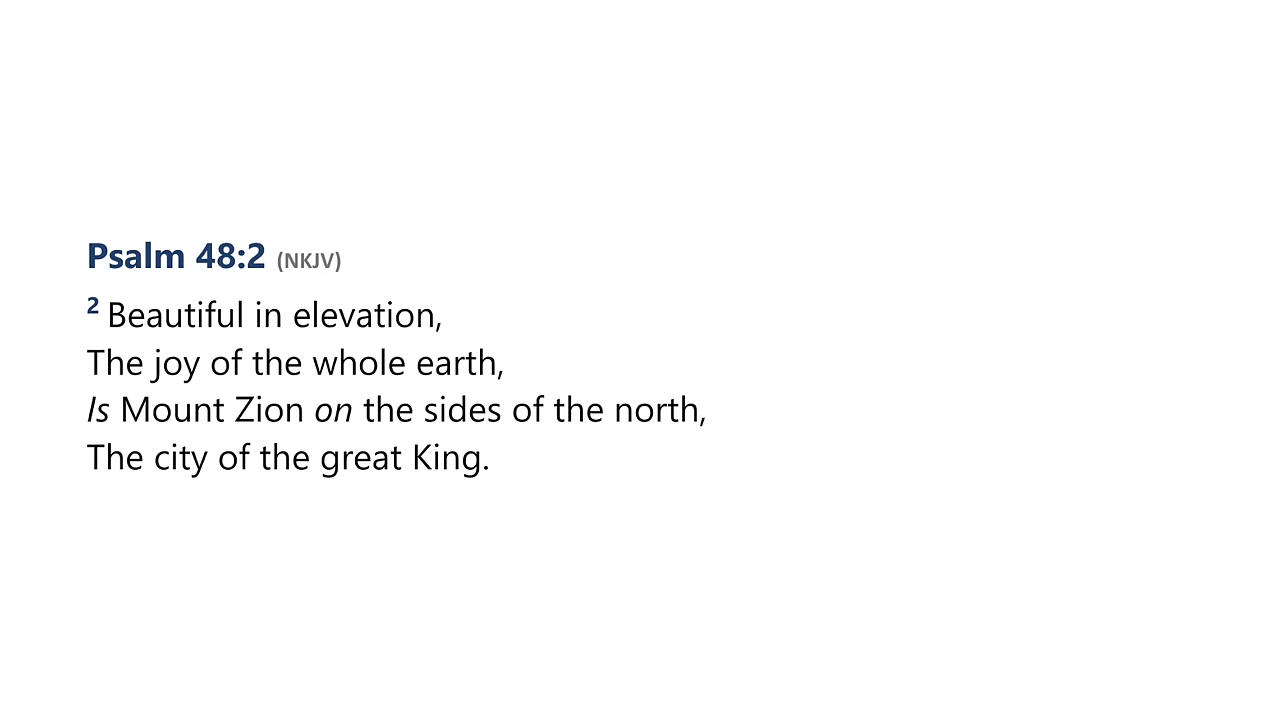 Psalm 48:2 (NKJV)
2 Beautiful in elevation,
The joy of the whole earth,
Is Mount Zion on the sides of the north,
The city of the great King.